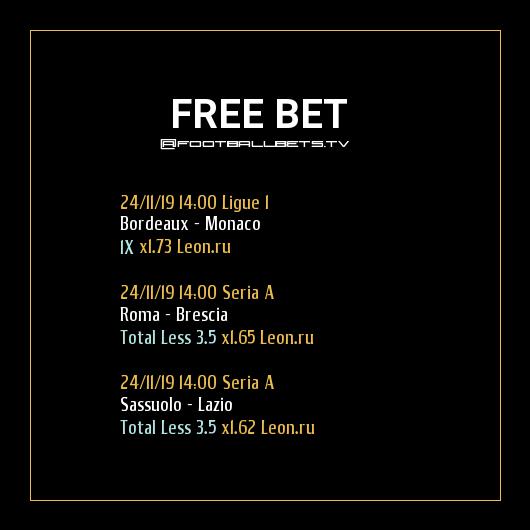 FREE BET
@FOOTBALLBETS.TV
24/11/19 14:00 Ligue 1
Bordeaux - Monaco
1X x1.73 Leon.ru
24/11/19 14:00 Seria A
Roma - Brescia
Total Less 3.5 x1.65 Leon.ru
24/11/19 14:00 Seria A
Sassuolo - Lazio
Total Less 3.5 x1.62 Leon.ru